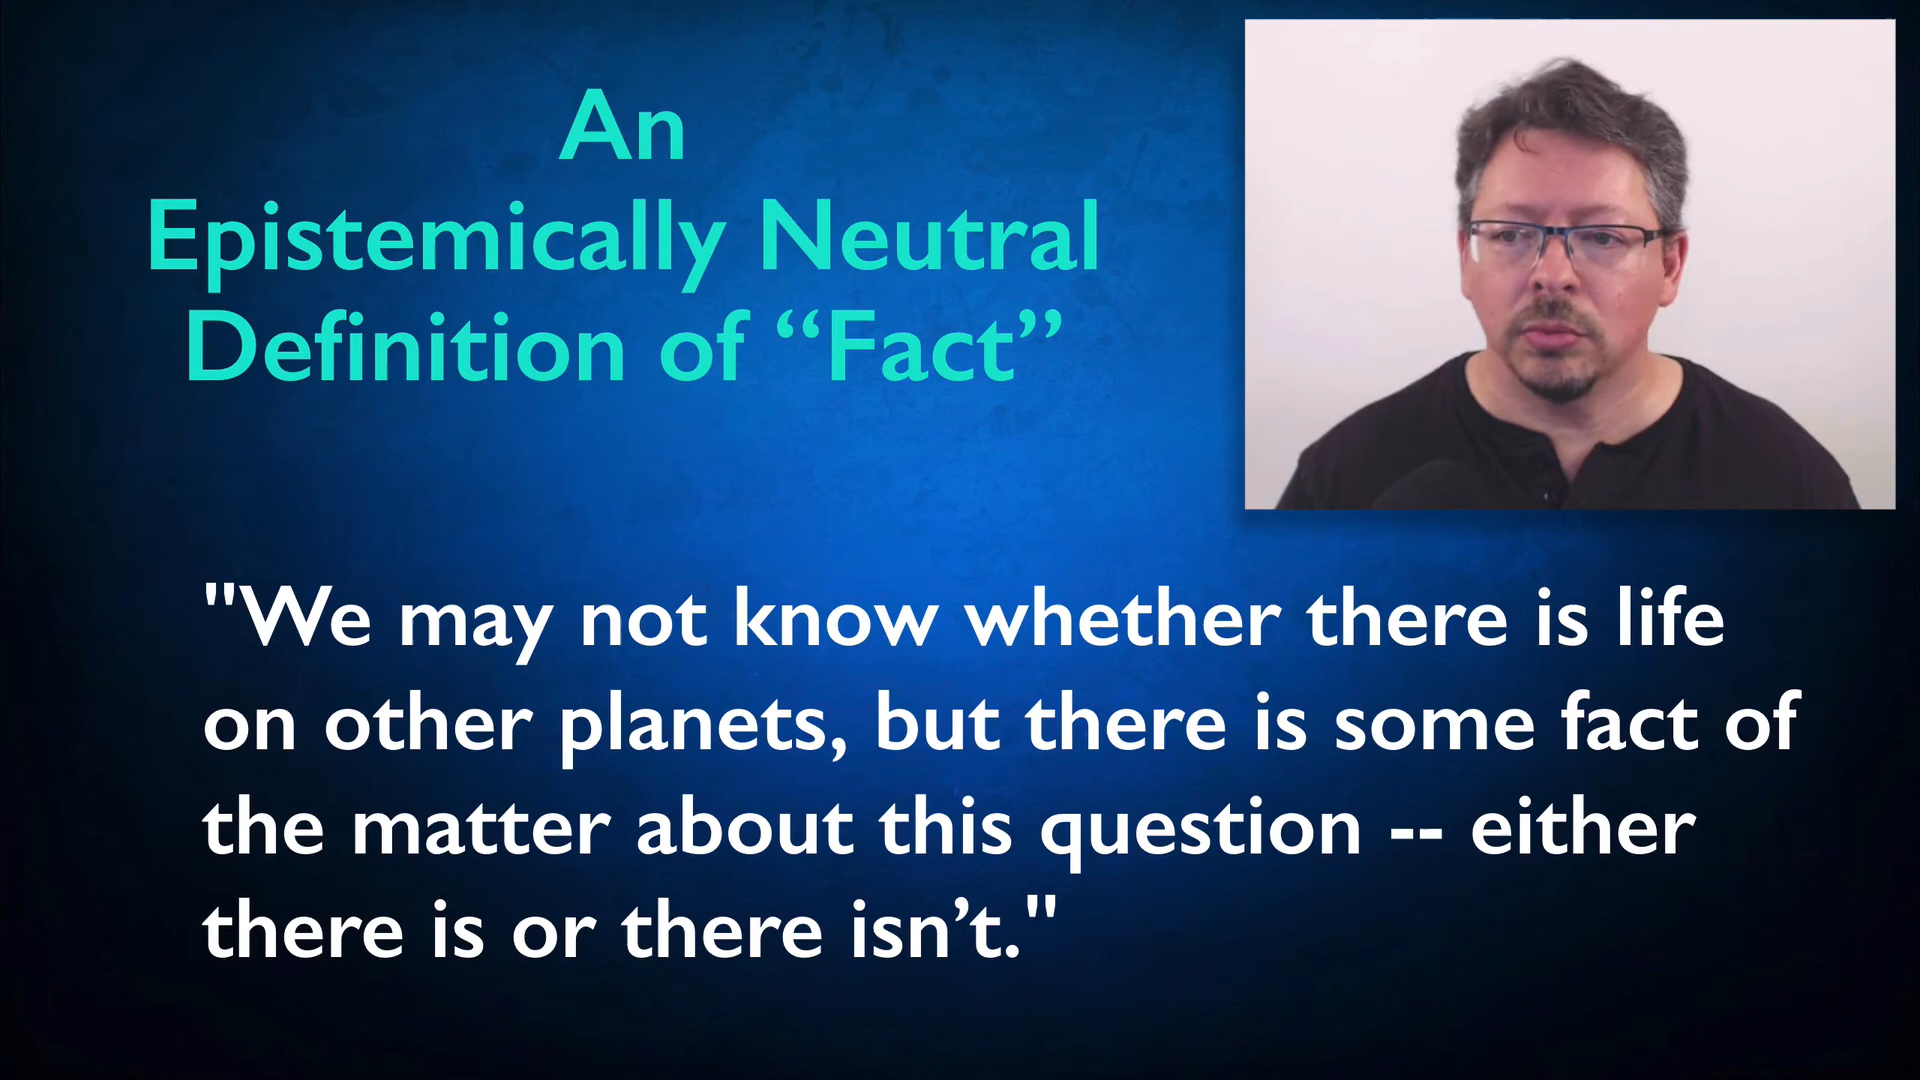 An
Epistemically Neutral
Definition of “Fact”
"We may not know whether there is life
on other planets, but there is some fact of
the matter about this question -- either
there is or there isn’t."